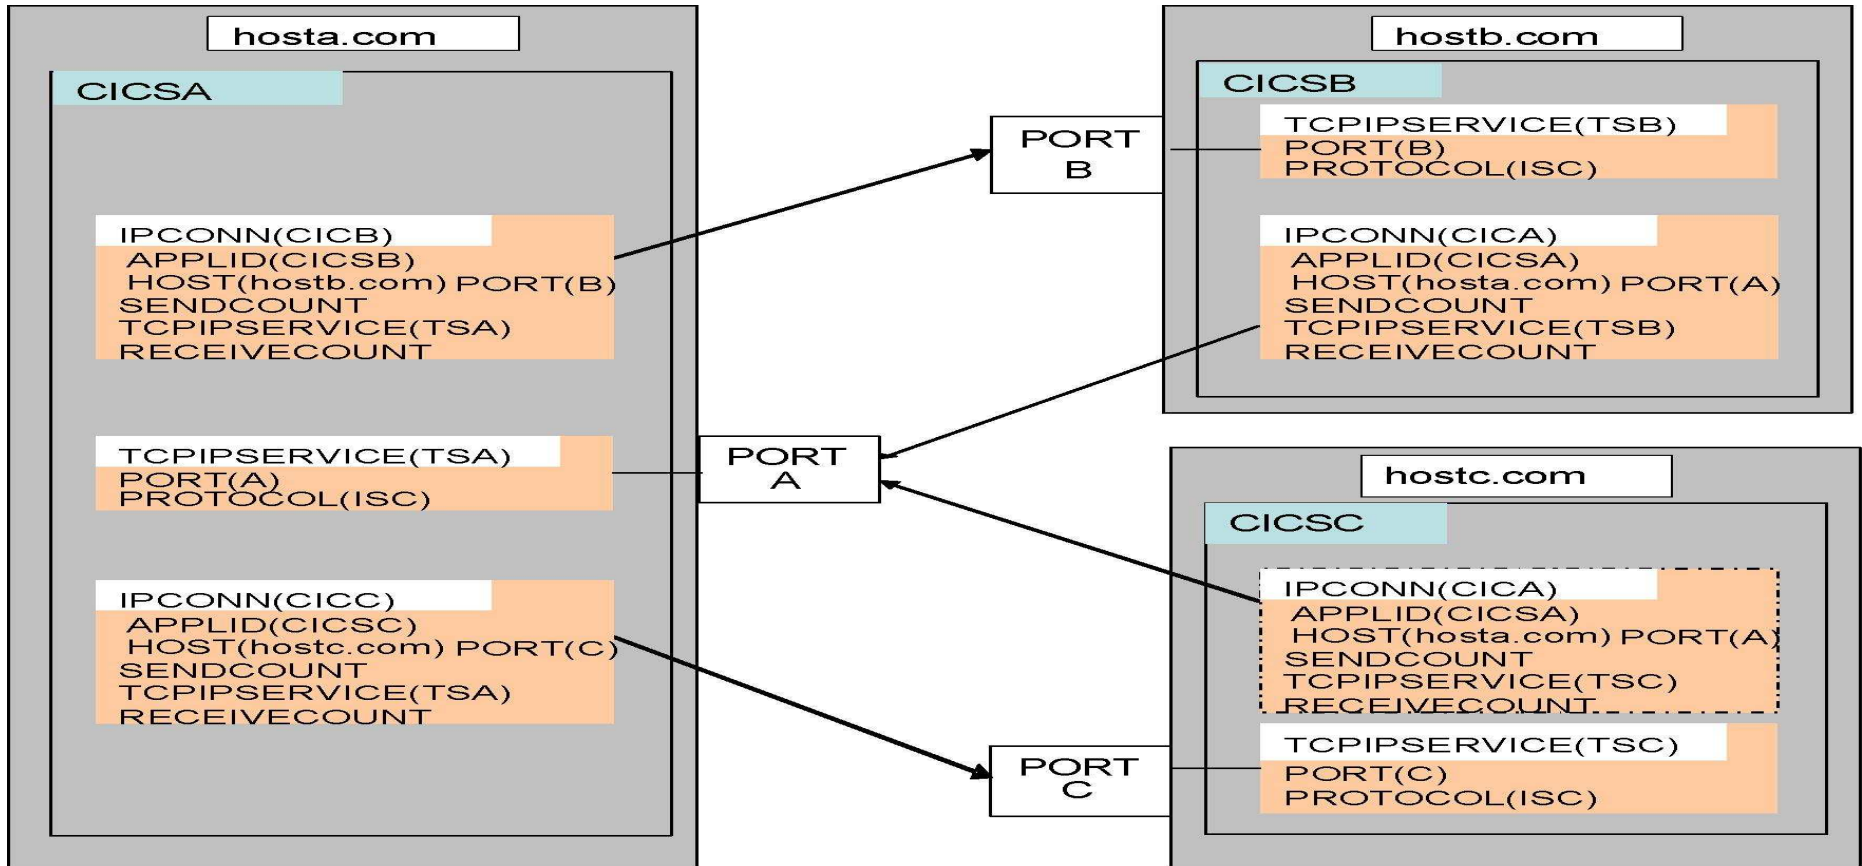 hosta.com
CICSA
IPCONN(CICB)
APPLID(CICSB)
HOST(hostb.com) PORT(B)
SENDCOUNT
TCPIPSERVICE(TSA)
RECEIVECOUNT
TCPIPSERVICE(TSA)
PORT(A)
PROTOCOL(ISC)
IPCONN(CICC)
APPLID(CICSC)
HOST(hostc.com) PORT(C)
SENDCOUNT
TCPIPSERVICE(TSA)
RECEIVECOUNT
PORT
A
PORT
B
PORT
C
hostb.com
CICSB
TCPIPSERVICE(TSB)
PORT(B)
PROTOCOL(ISC)
IPCONN(CICA)
APPLID(CICSA)
HOST(hosta.com) PORT(A)
SENDCOUNT
TCPIPSERVICE(TSB)
RECEIVECOUNT
hostc.com
CICSC
IPCONN(CICA)
APPLID(CICSA)
HOST(hosta.com) PORT(A)
SENDCOUNT
TCPIPSERVICE(TSC)
RECEIVECOUNT
TCPIPSERVICE(TSC)
PORT(C)
PROTOCOL(ISC)